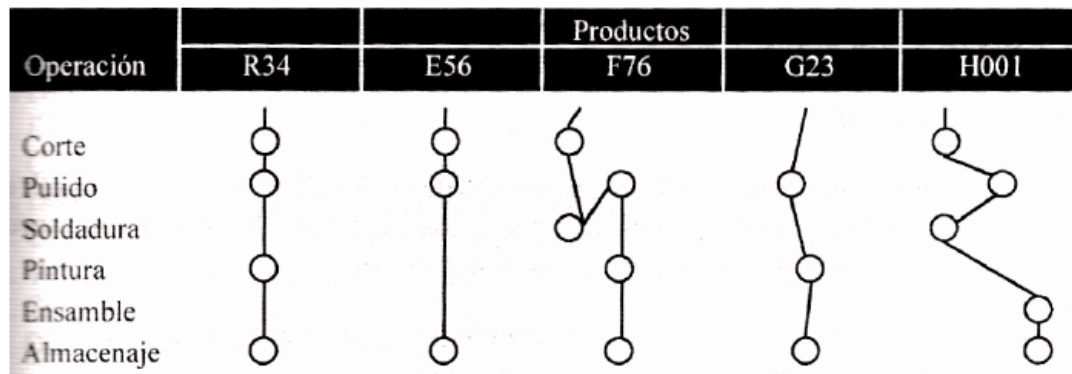 Productos
Operación R34 E56 F76 G23 H001
Corte
Pulido
Soldadura
Pintura
Ensamble
Almacenaje